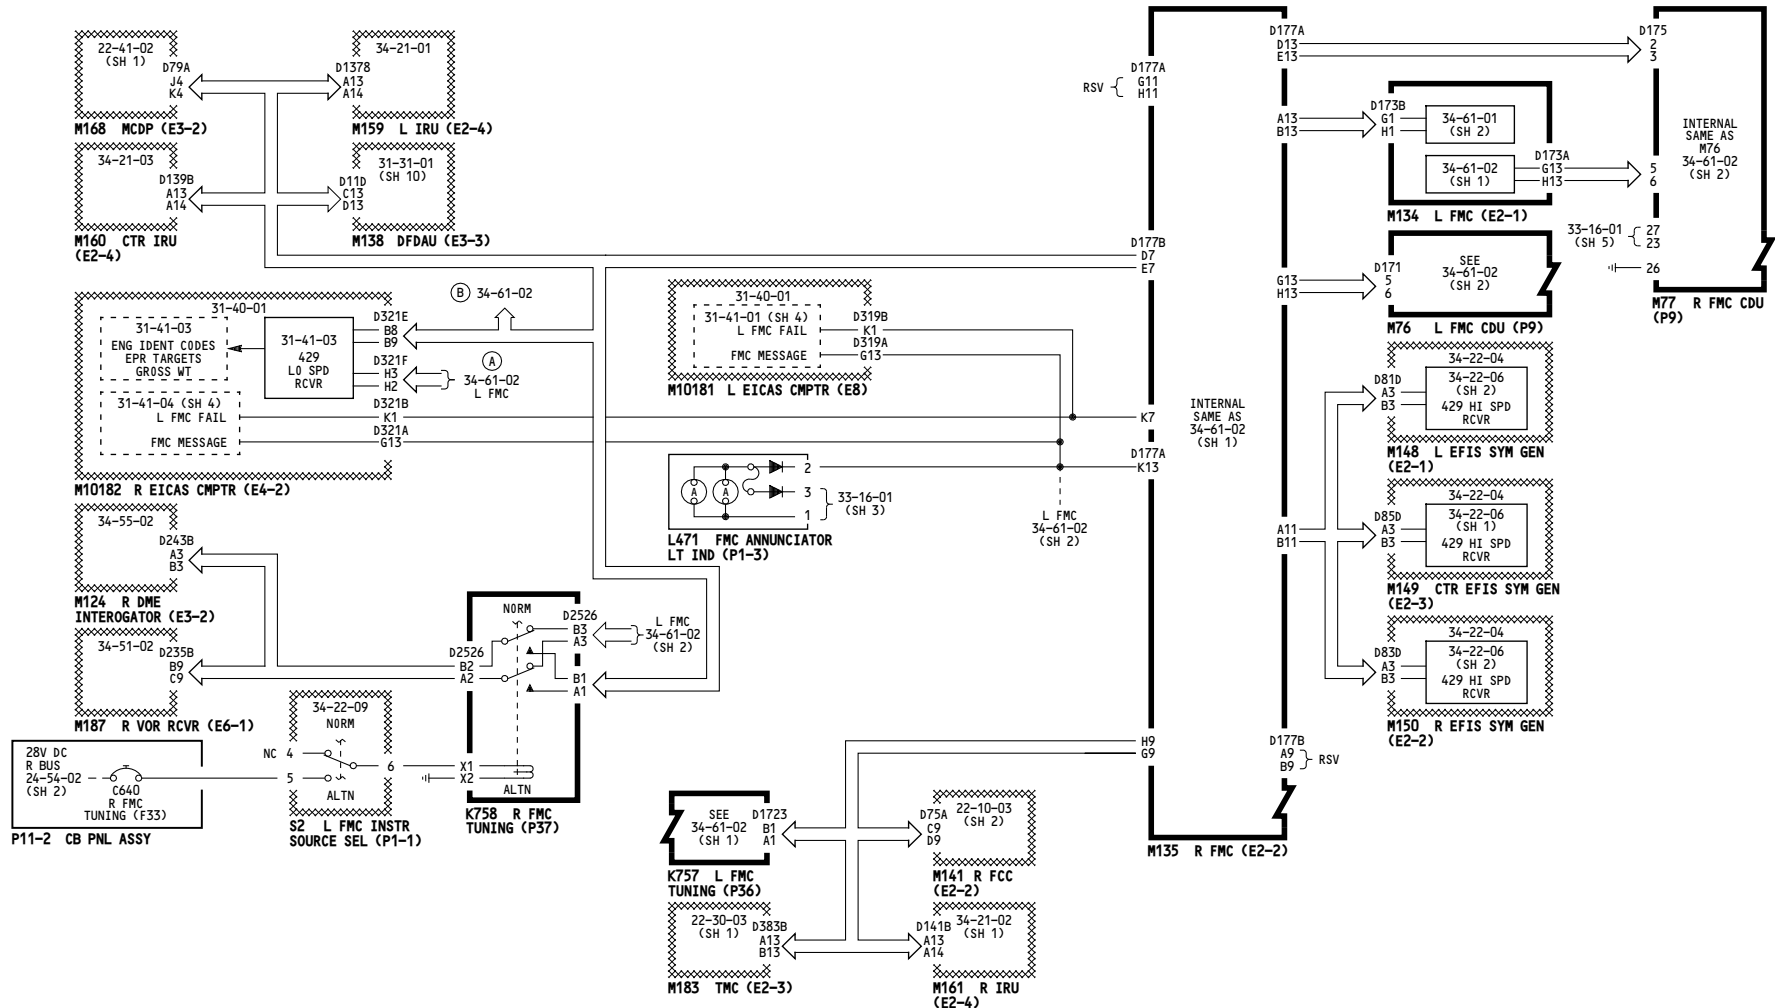 22-41-02
(SH 1)
D79A
J4
K4
M168 MCDP (E3-2)
34-21-01
D1378
A13
A14
M159 L IRU (E2-4)
34-21-03
D139B
A13
A14
M160 CTR IRU
(E2-4)
31-31-01
(SH 10)
D11D
C13
D13
M138 DFDAU (E3-3)
31-40-01
31-41-03
ENG IDENT CODES
EPR TARGETS
GROSS WT
31-41-03
429
LO SPD
RCVR
D321E
B8
B9
D321F
H3
H2
B 34-61-02
A
34-61-02
L FMC
31-41-04 (SH 4)
L FMC FAIL
FMC MESSAGE
D321B
K1
D321A
G13
M10182 R EICAS CMPTR (E4-2)
31-40-01
31-41-01 (SH 4)
L FMC FAIL
FMC MESSAGE
D319B
K1
D319A
G13
M10181 L EICAS CMPTR (E8)
A
A
2
3
1
33-16-01
(SH 3)
L471 FMC ANNUNCIATOR
LT IND (P1-3)
L FMC
34-61-02
(SH 2)
34-55-02
D243B
A3
B3
M124 R DME
INTEROGATOR (E3-2)
34-51-02
D235B
B9
C9
M187 R VOR RCVR (E6-1)
28V DC
R BUS
24-54-02
(SH 2)
C640
R FMC
TUNING (F33)
P11-2 CB PNL ASSY
34-22-09
NORM
NC 4
5
6
ALTN
S2 L FMC INSTR
SOURCE SEL (P1-1)
NORM
D2526
B2
A2
D2526
B3
A3
B1
A1
X1
X2
ALTN
K758 R FMC
TUNING (P37)
L FMC
34-61-02
(SH 2)
SEE
34-61-02
(SH 1)
D1723
B1
A1
K757 L FMC
TUNING (P36)
22-10-03
(SH 2)
D75A
C9
D9
M141 R FCC
(E2-2)
22-30-03
(SH 1)
D383B
A13
B13
M183 TMC (E2-3)
34-21-02
(SH 1)
D141B
A13
A14
M161 R IRU
(E2-4)
D177A
RSV
G11
H11
D177B
D7
E7
K7
D177A
K13
H9
G9
INTERNAL
SAME AS
34-61-02
(SH 1)
D177A
D13
E13
A13
B13
G13
H13
A11
B11
D177B
A9
B9
RSV
M135 R FMC (E2-2)
D173B
G1
H1
34-61-01
(SH 2)
34-61-02
(SH 1)
D173A
G13
H13
M134 L FMC (E2-1)
D171
5
6
SEE
34-61-02
(SH 2)
M76 L FMC CDU (P9)
D175
2
3
5
6
33-16-01
(SH 5)
27
23
26
INTERNAL
SAME AS
M76
34-61-02
(SH 2)
M77 R FMC CDU
(P9)
34-22-04
D81D
A3
B3
34-22-06
(SH 2)
429 HI SPD
RCVR
M148 L EFIS SYM GEN
(E2-1)
34-22-04
D85D
A3
B3
34-22-06
(SH 1)
429 HI SPD
RCVR
M149 CTR EFIS SYM GEN
(E2-3)
34-22-04
D83D
A3
B3
34-22-06
(SH 2)
429 HI SPD
RCVR
M150 R EFIS SYM GEN
(E2-2)